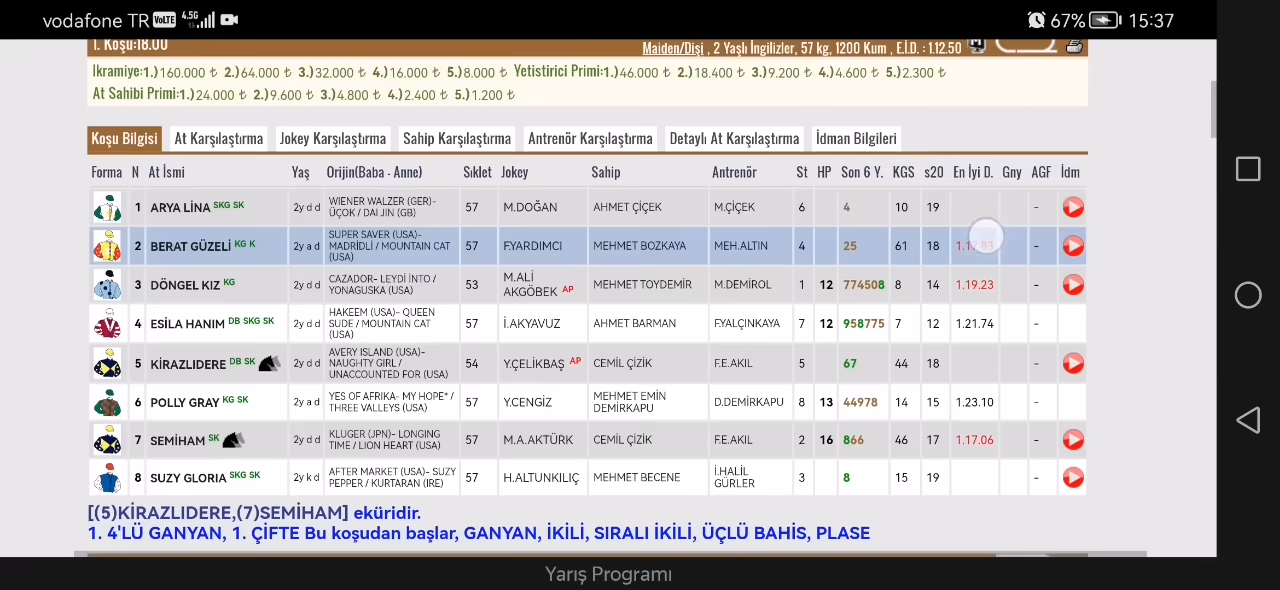 vodafone TR VoLTE 4.5G 67% 15:37
1. Koşu:18.00 Maiden/Dişi , 2 Yaşlı İngilizler, 57 kg, 1200 Kum , E.İ.D. : 1.12.50
Ikramiye:1.)160.000 ₺ 2.)64.000 ₺ 3.)32.000 ₺ 4.)16.000 ₺ 5.)8.000 ₺ Yetistirici Primi:1.)46.000 ₺ 2.)18.400 ₺ 3.)9.200 ₺ 4.)4.600 ₺ 5.)2.300 ₺
At Sahibi Primi:1.)24.000 ₺ 2.)9.600 ₺ 3.)4.800 ₺ 4.)2.400 ₺ 5.)1.200 ₺
Koşu Bilgisi At Karşılaştırma Jokey Karşılaştırma Sahip Karşılaştırma Antrenör Karşılaştırma Detaylı At Karşılaştırma İdman Bilgileri
Forma N At İsmi Yaş Orijin(Baba - Anne) Sıklet Jokey Sahip Antrenör St HP Son 6 Y. KGS s20 En İyi D. Gny AGF İdm
1 ARYA LİNA SKG SK 2y d d WIENER WALZER (GER)- ÜÇOK / DAI JIN (GB) 57 M.DOĞAN AHMET ÇİÇEK M.ÇİÇEK 6 4 10 19 -
2 BERAT GÜZELİ KG K 2y a d SUPER SAVER (USA)- MADRİDLİ / MOUNTAIN CAT (USA) 57 F.YARDIMCI MEHMET BOZKAYA MEH.ALTIN 4 25 61 18 -
3 DÖNGEL KIZ KG 2y d d CAZADOR- LEYDİ İNTO / YONAGUSKA (USA) 53 M.ALİ AKGÖBEK AP MEHMET TOYDEMİR M.DEMİROL 1 12 774508 8 14 1.19.23 -
4 ESİLA HANIM DB SKG SK 2y d d HAKEEM (USA)- QUEEN SUDE / MOUNTAIN CAT (USA) 57 İ.AKYAVUZ AHMET BARMAN F.YALÇINKAYA 7 12 958775 7 12 1.21.74 -
5 KİRAZLIDERE DB SK 2y d d AVERY ISLAND (USA)- NAUGHTY GIRL / UNACCOUNTED FOR (USA) 54 Y.ÇELİKBAŞ AP CEMİL ÇİZİK F.E.AKIL 5 67 44 18 -
6 POLLY GRAY KG SK 2y a d YES OF AFRIKA- MY HOPE* / THREE VALLEYS (USA) 57 Y.CENGİZ MEHMET EMİN DEMİRKAPU D.DEMİRKAPU 8 13 44978 14 15 1.23.10 -
7 SEMİHAM SK 2y d d KLUGER (JPN)- LONGING TIME / LION HEART (USA) 57 M.A.AKTÜRK CEMİL ÇİZİK F.E.AKIL 2 16 866 46 17 1.17.06 -
8 SUZY GLORIA SKG SK 2y k d AFTER MARKET (USA)- SUZY PEPPER / KURTARAN (IRE) 57 H.ALTUNKILIÇ MEHMET BECENE İ.HALİL GÜRLER 3 8 15 19 -
[(5)KİRAZLIDERE,(7)SEMİHAM] eküridir.
1. 4'LÜ GANYAN, 1. ÇİFTE Bu koşudan başlar, GANYAN, İKİLİ, SIRALI İKİLİ, ÜÇLÜ BAHİS, PLASE
Yarış Programı